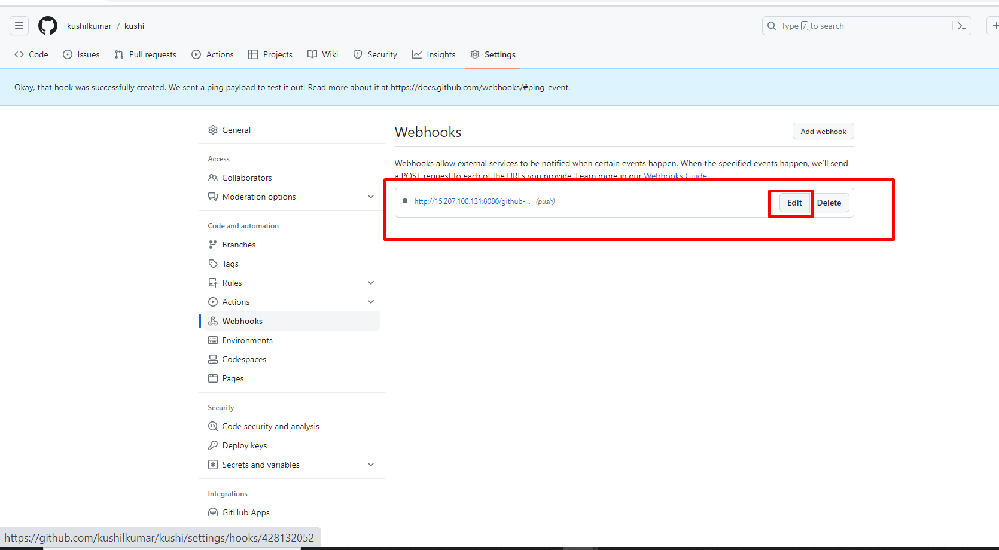 kushilkumar / kushi
Type / to search
Code Issues Pull requests Actions Projects Wiki Security Insights Settings
Okay, that hook was successfully created. We sent a ping payload to test it out! Read more about it at https://docs.github.com/webhooks/#ping-event.
General
Access
Collaborators
Moderation options
Code and automation
Branches
Tags
Rules
Actions
Webhooks
Environments
Codespaces
Pages
Security
Code security and analysis
Deploy keys
Secrets and variables
Integrations
GitHub Apps
Webhooks
Add webhook
Webhooks allow external services to be notified when certain events happen. When the specified events happen, we'll send
a POST request to each of the URLs you provide. Learn more in our Webhooks Guide.
http://15.207.100.131:8080/github-... (push)
Edit
Delete
https://github.com/kushilkumar/kushi/settings/hooks/428132052